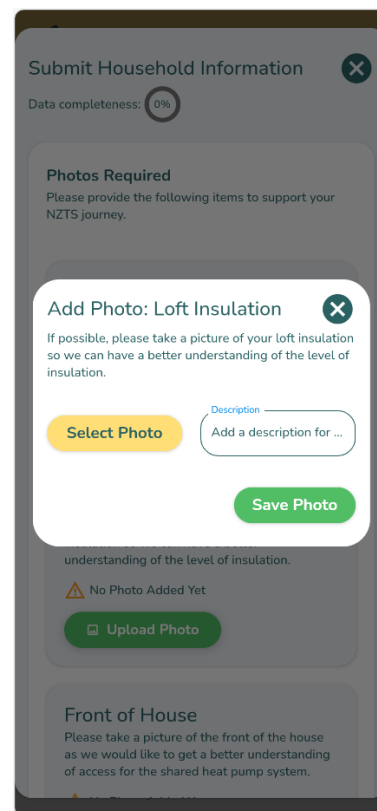 Submit Household Information
Data completeness: 0%
Photos Required
Please provide the following items to support your
NZTS journey.
Add Photo: Loft Insulation
If possible, please take a picture of your loft insulation
so we can have a better understanding of the level of
insulation.
Description
Select Photo
Add a description for ...
Save Photo
understanding of the level of insulation.
No Photo Added Yet
Upload Photo
Front of House
Please take a picture of the front of the house
as we would like to get a better understanding
of access for the shared heat pump system.